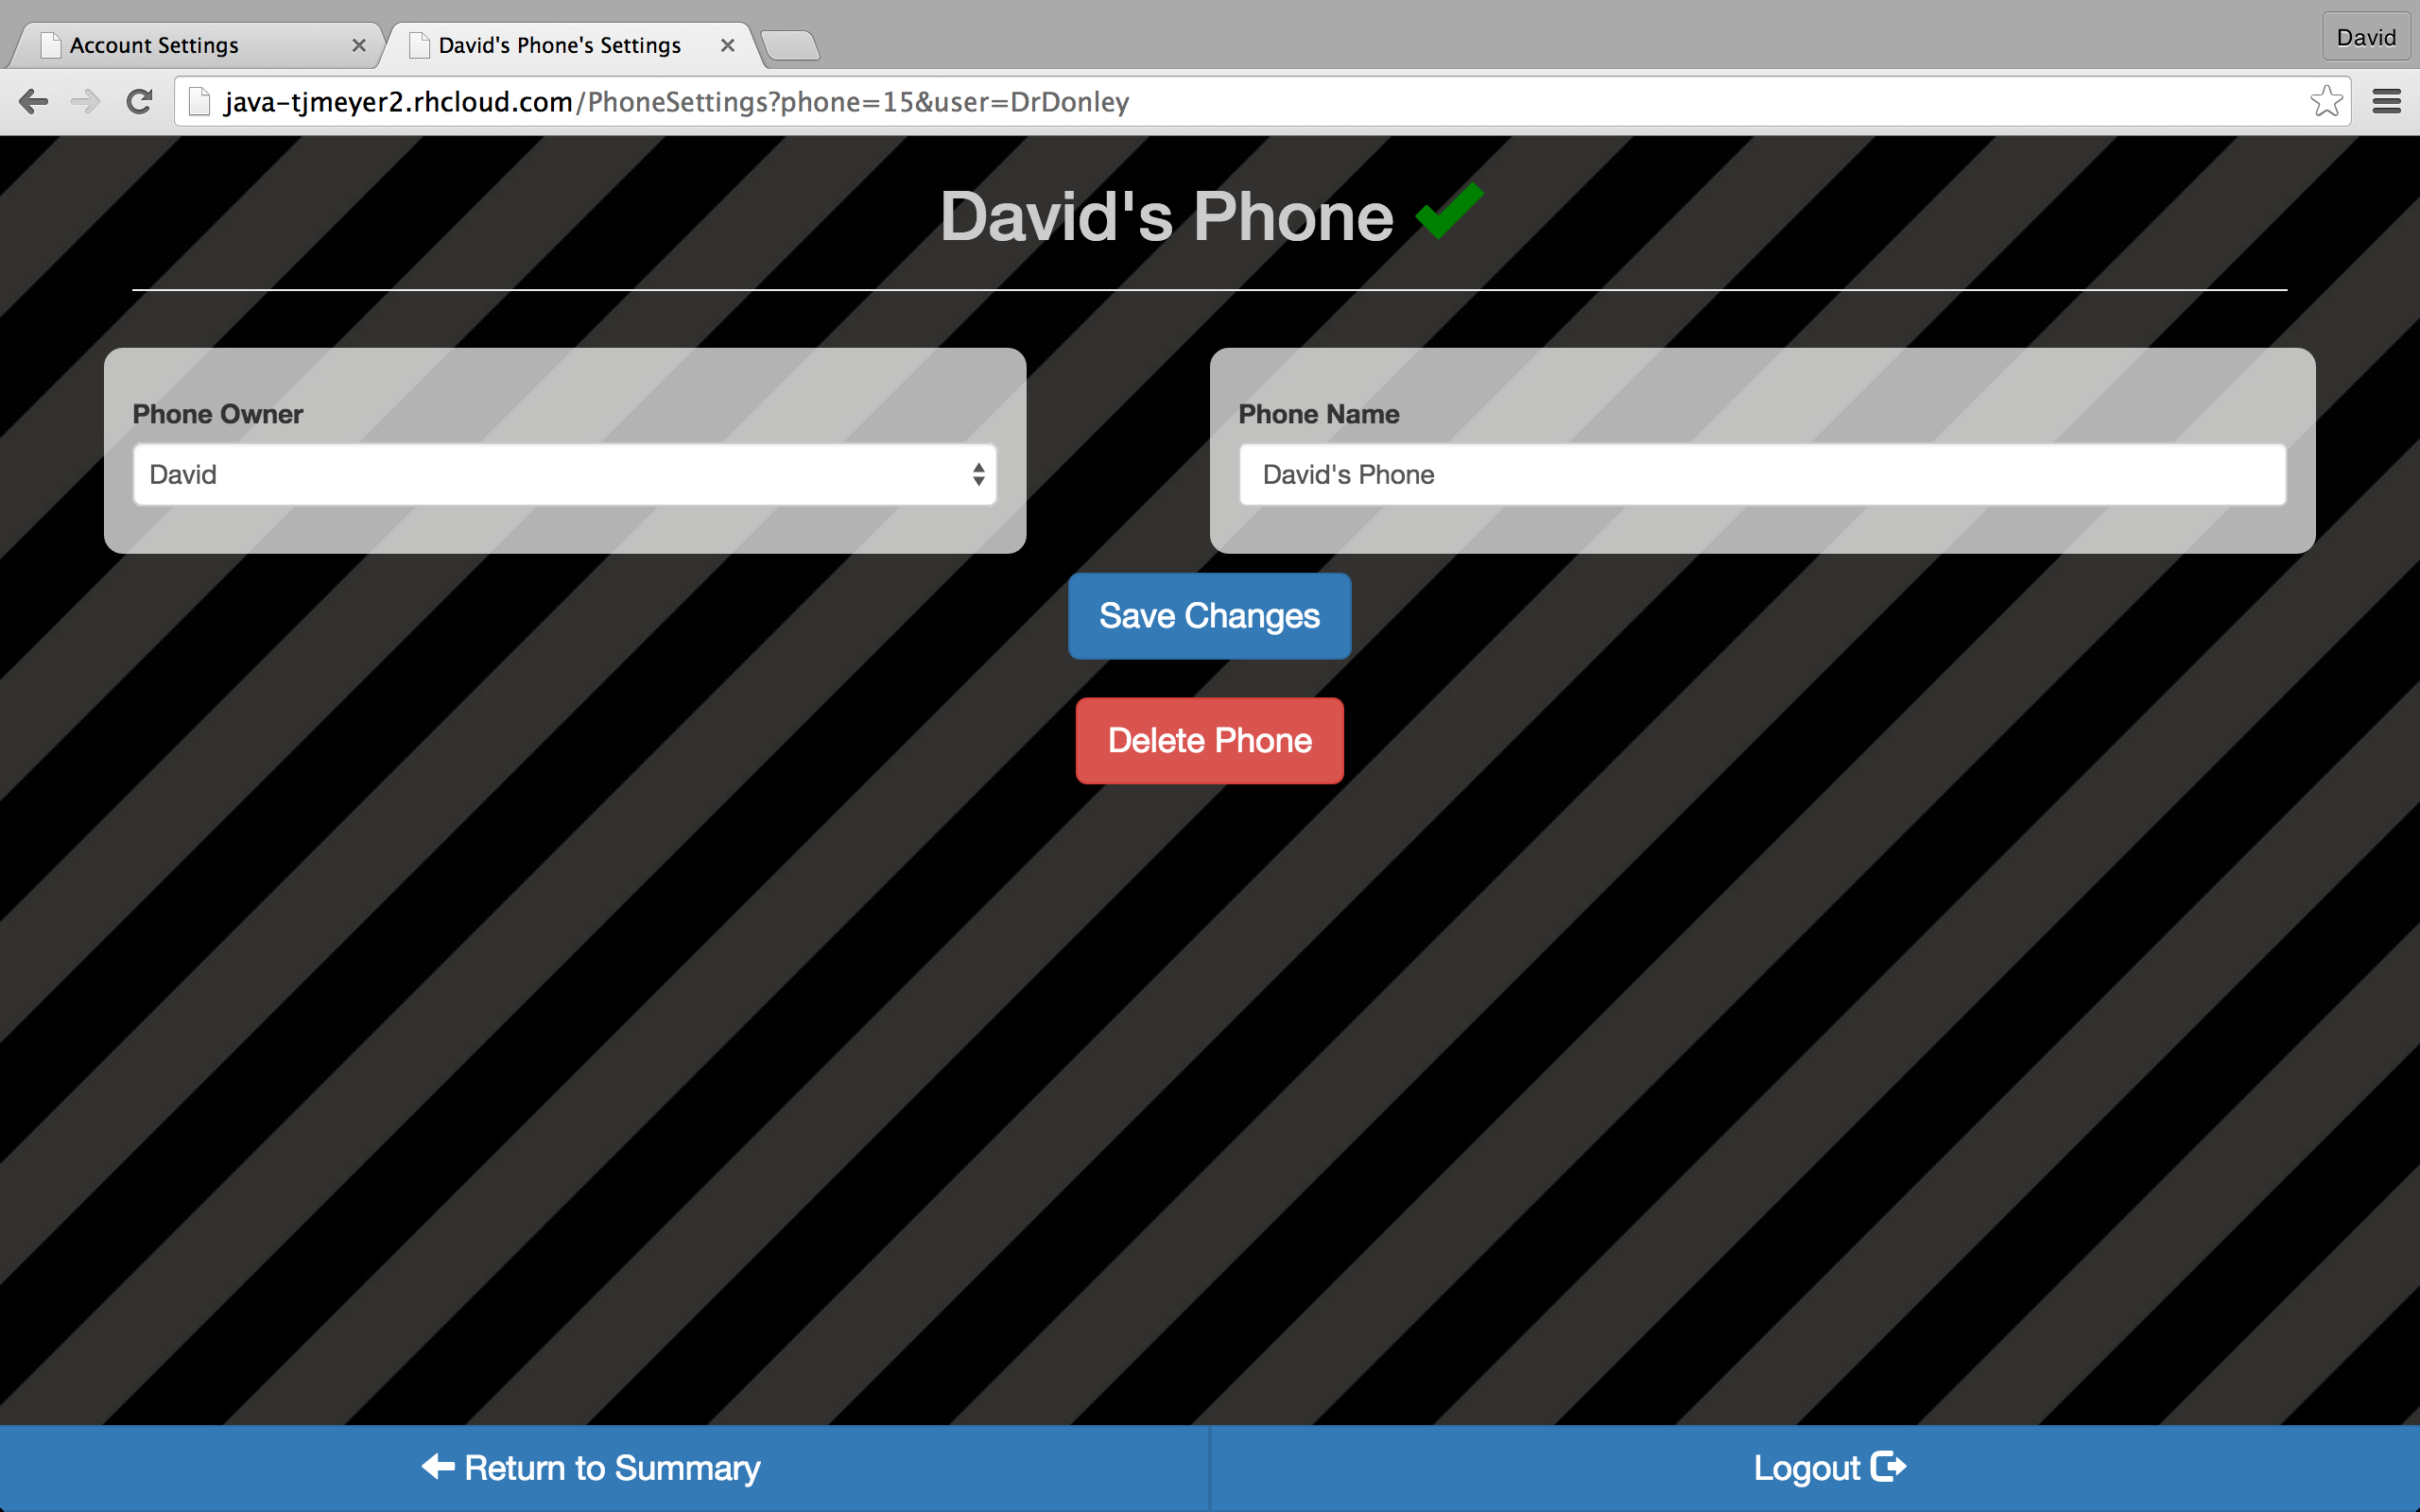 Account Settings
David's Phone's Settings
David
java-tjmeyer2.rhcloud.com/PhoneSettings?phone=15&user=DrDonley
David's Phone
Phone Owner
David
Phone Name
David's Phone
Save Changes
Delete Phone
Return to Summary
Logout